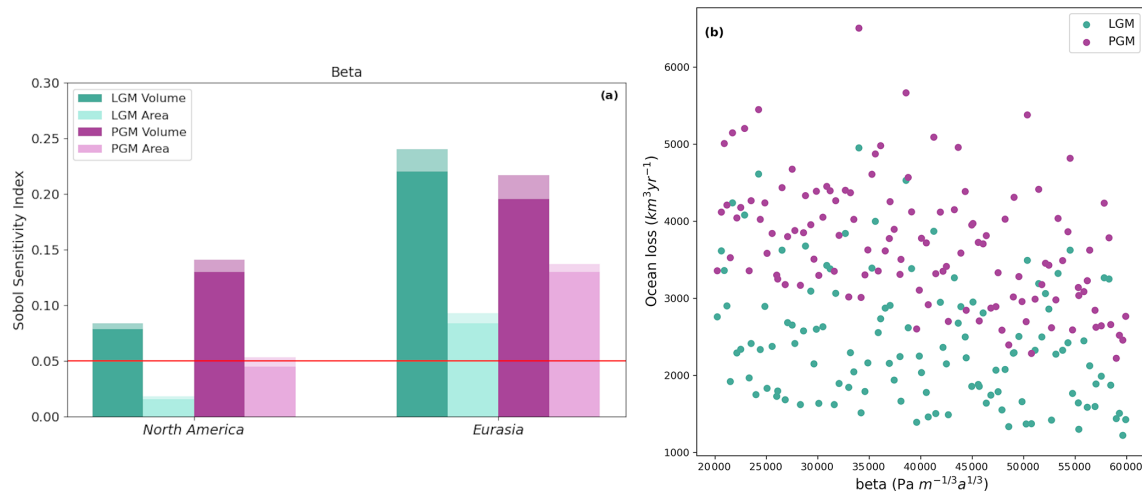 Beta
(a)
LGM Volume
LGM Area
PGM Volume
PGM Area
Sobol Sensitivity Index
0.30
0.25
0.20
0.15
0.10
0.05
0.00
North America
Eurasia
(b)
LGM
PGM
Ocean loss (km³yr⁻¹)
6000
5000
4000
3000
2000
1000
20000 25000 30000 35000 40000 45000 50000 55000 60000
beta (Pa m⁻¹/³a¹/³)